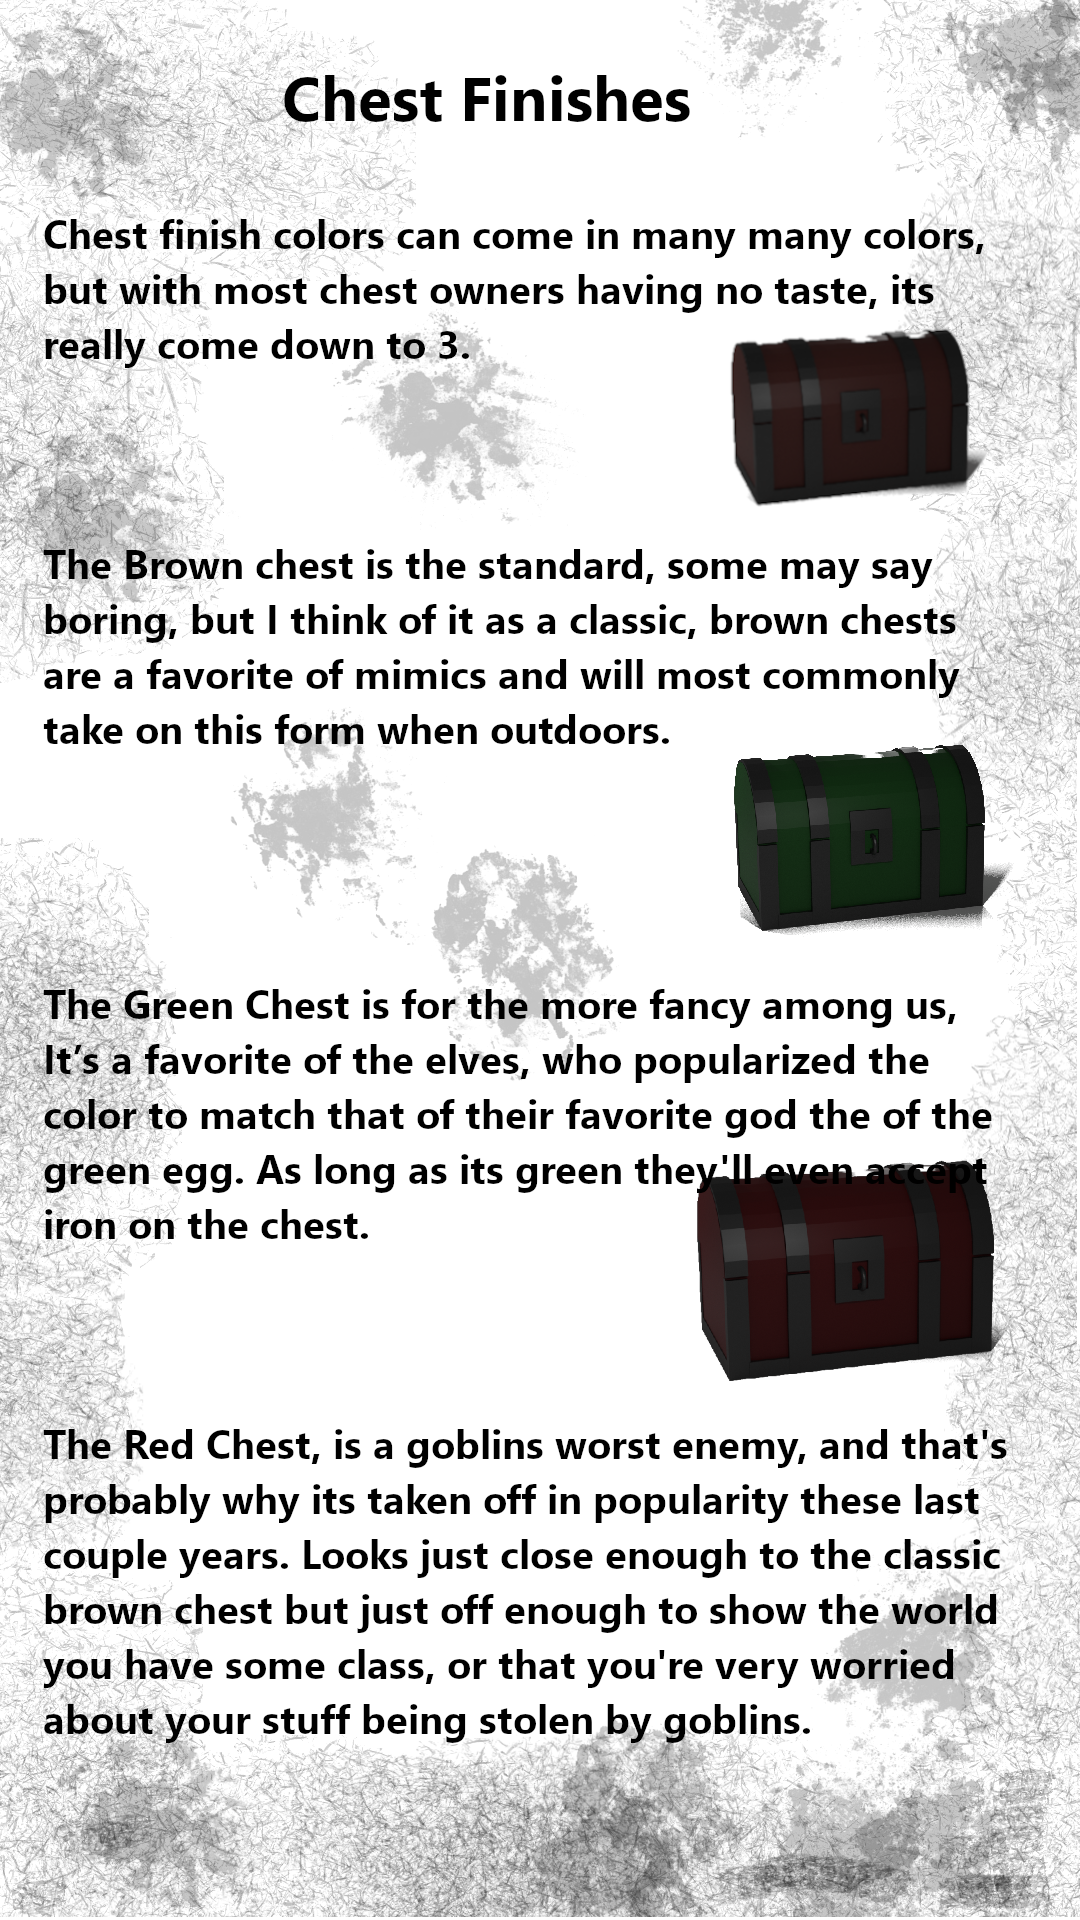 Chest Finishes
Chest finish colors can come in many many colors,
but with most chest owners having no taste, its
really come down to 3.
The Brown chest is the standard, some may say
boring, but I think of it as a classic, brown chests
are a favorite of mimics and will most commonly
take on this form when outdoors.
The Green Chest is for the more fancy among us,
It’s a favorite of the elves, who popularized the
color to match that of their favorite god the of the
green egg. As long as its green they'll even accept
iron on the chest.
The Red Chest, is a goblins worst enemy, and that's
probably why its taken off in popularity these last
couple years. Looks just close enough to the classic
brown chest but just off enough to show the world
you have some class, or that you're very worried
about your stuff being stolen by goblins.